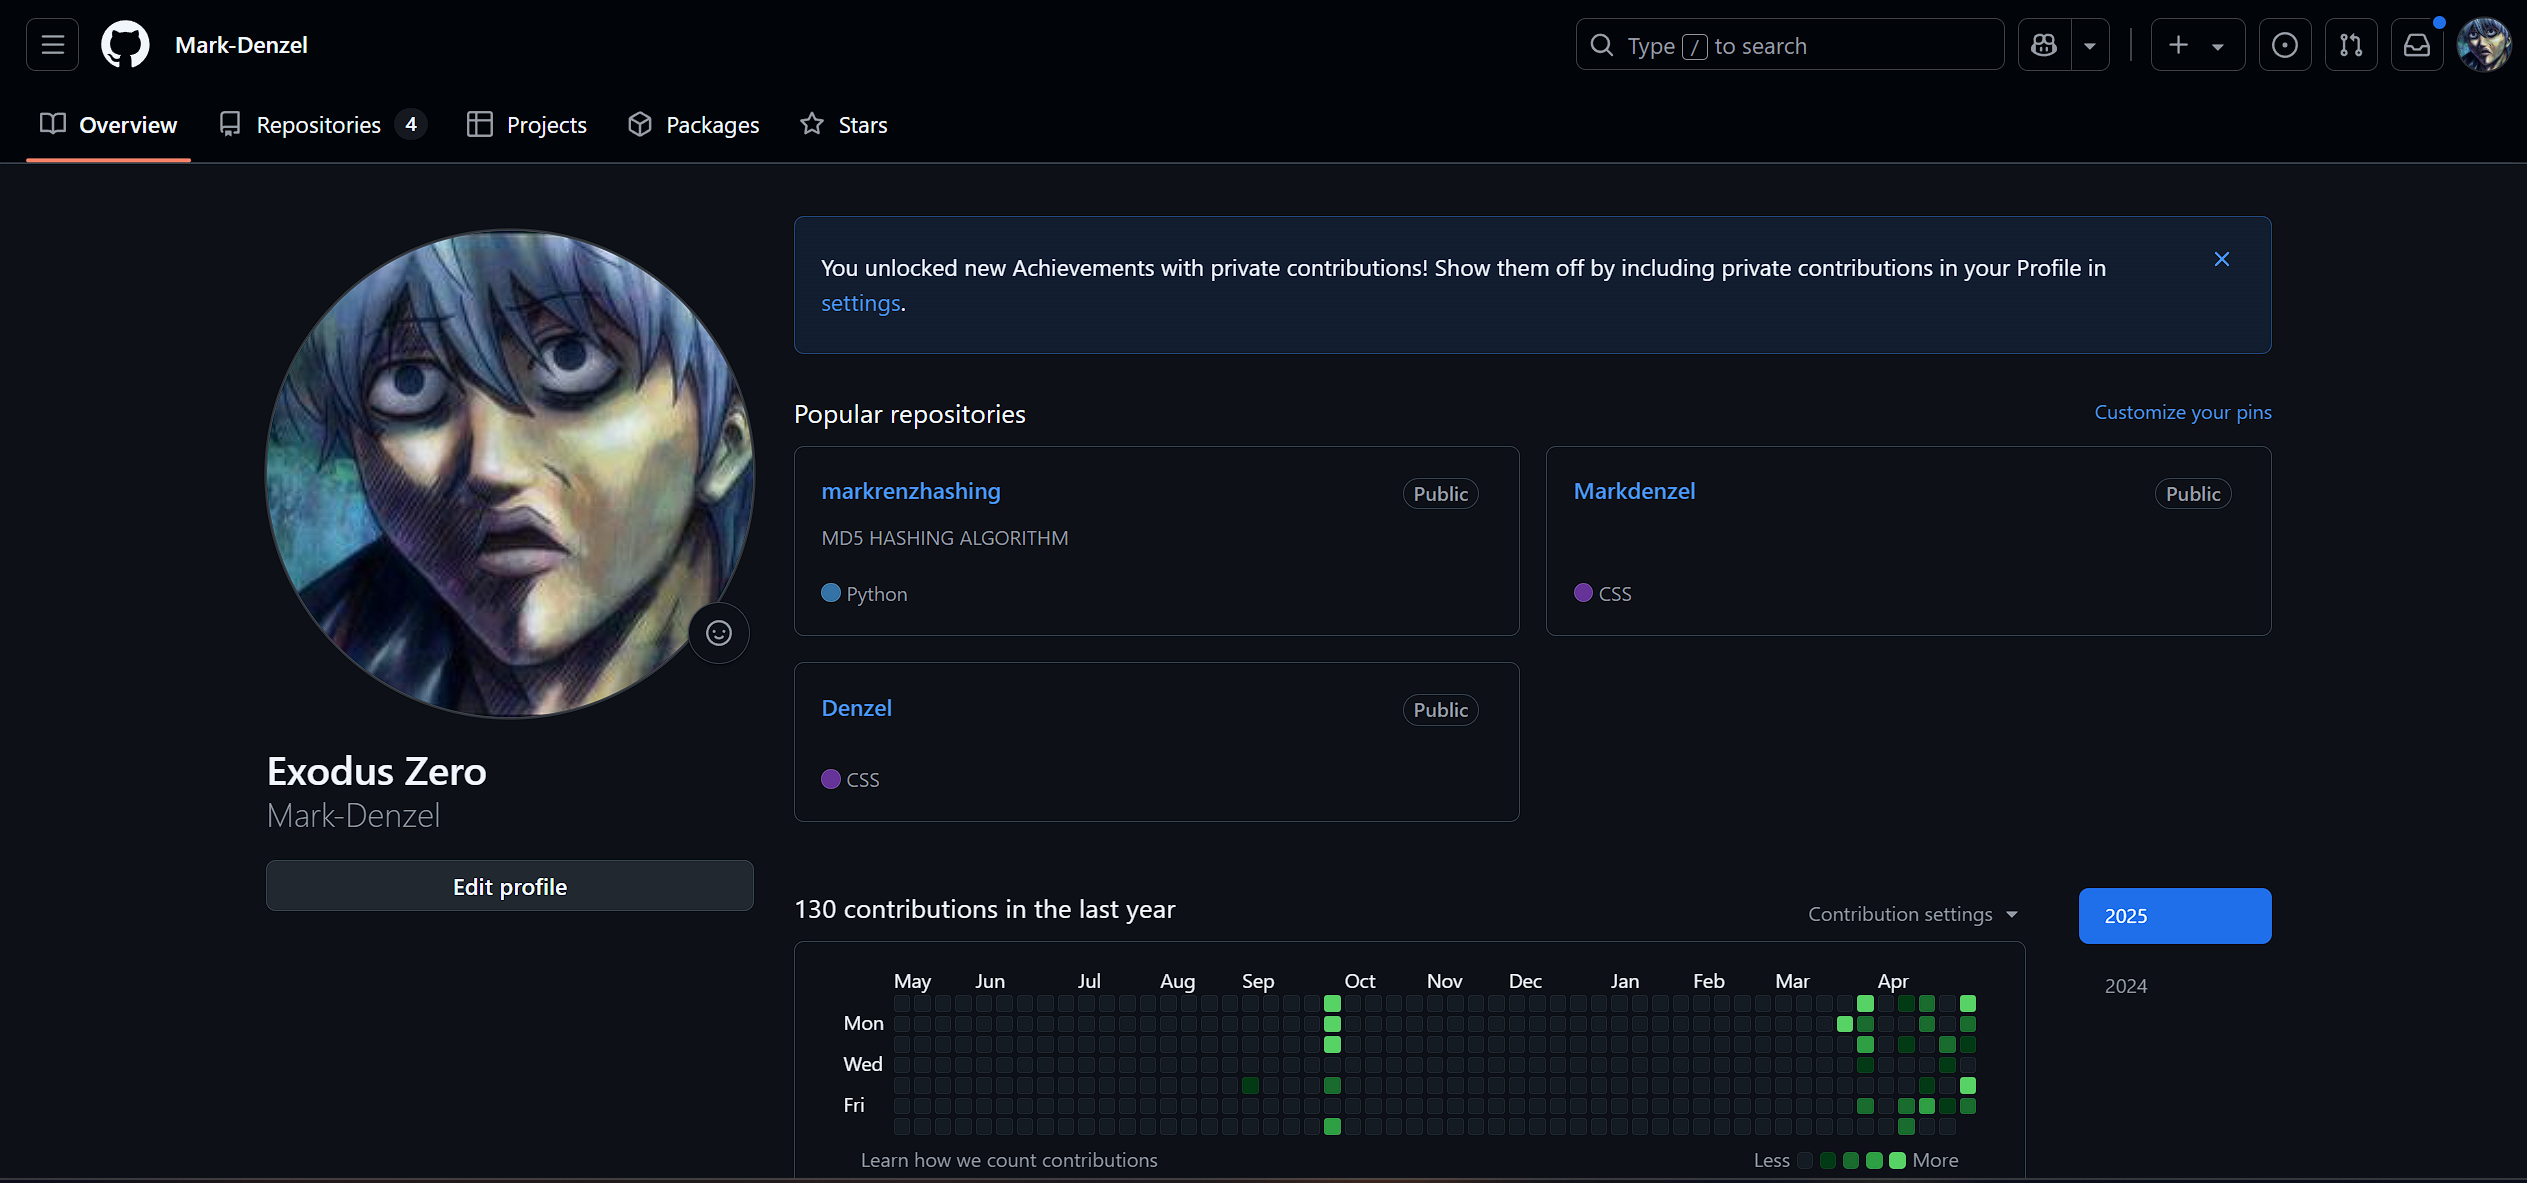 Mark-Denzel
Type / to search
Overview
Repositories 4
Projects
Packages
Stars
You unlocked new Achievements with private contributions! Show them off by including private contributions in your Profile in
settings.
Popular repositories
Customize your pins
markrenzhashing
Public
MD5 HASHING ALGORITHM
Python
Markdenzel
Public
CSS
Denzel
Public
CSS
Exodus Zero
Mark-Denzel
Edit profile
130 contributions in the last year
Contribution settings
2025
2024
May Jun Jul Aug Sep Oct Nov Dec Jan Feb Mar Apr
Mon
Wed
Fri
Learn how we count contributions
Less More